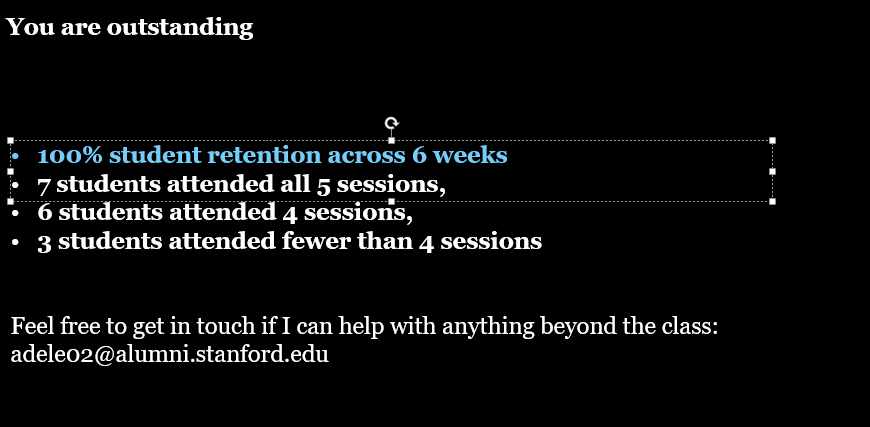 You are outstanding
• 100% student retention across 6 weeks
• 7 students attended all 5 sessions,
• 6 students attended 4 sessions,
• 3 students attended fewer than 4 sessions
Feel free to get in touch if I can help with anything beyond the class:
adele02@alumni.stanford.edu